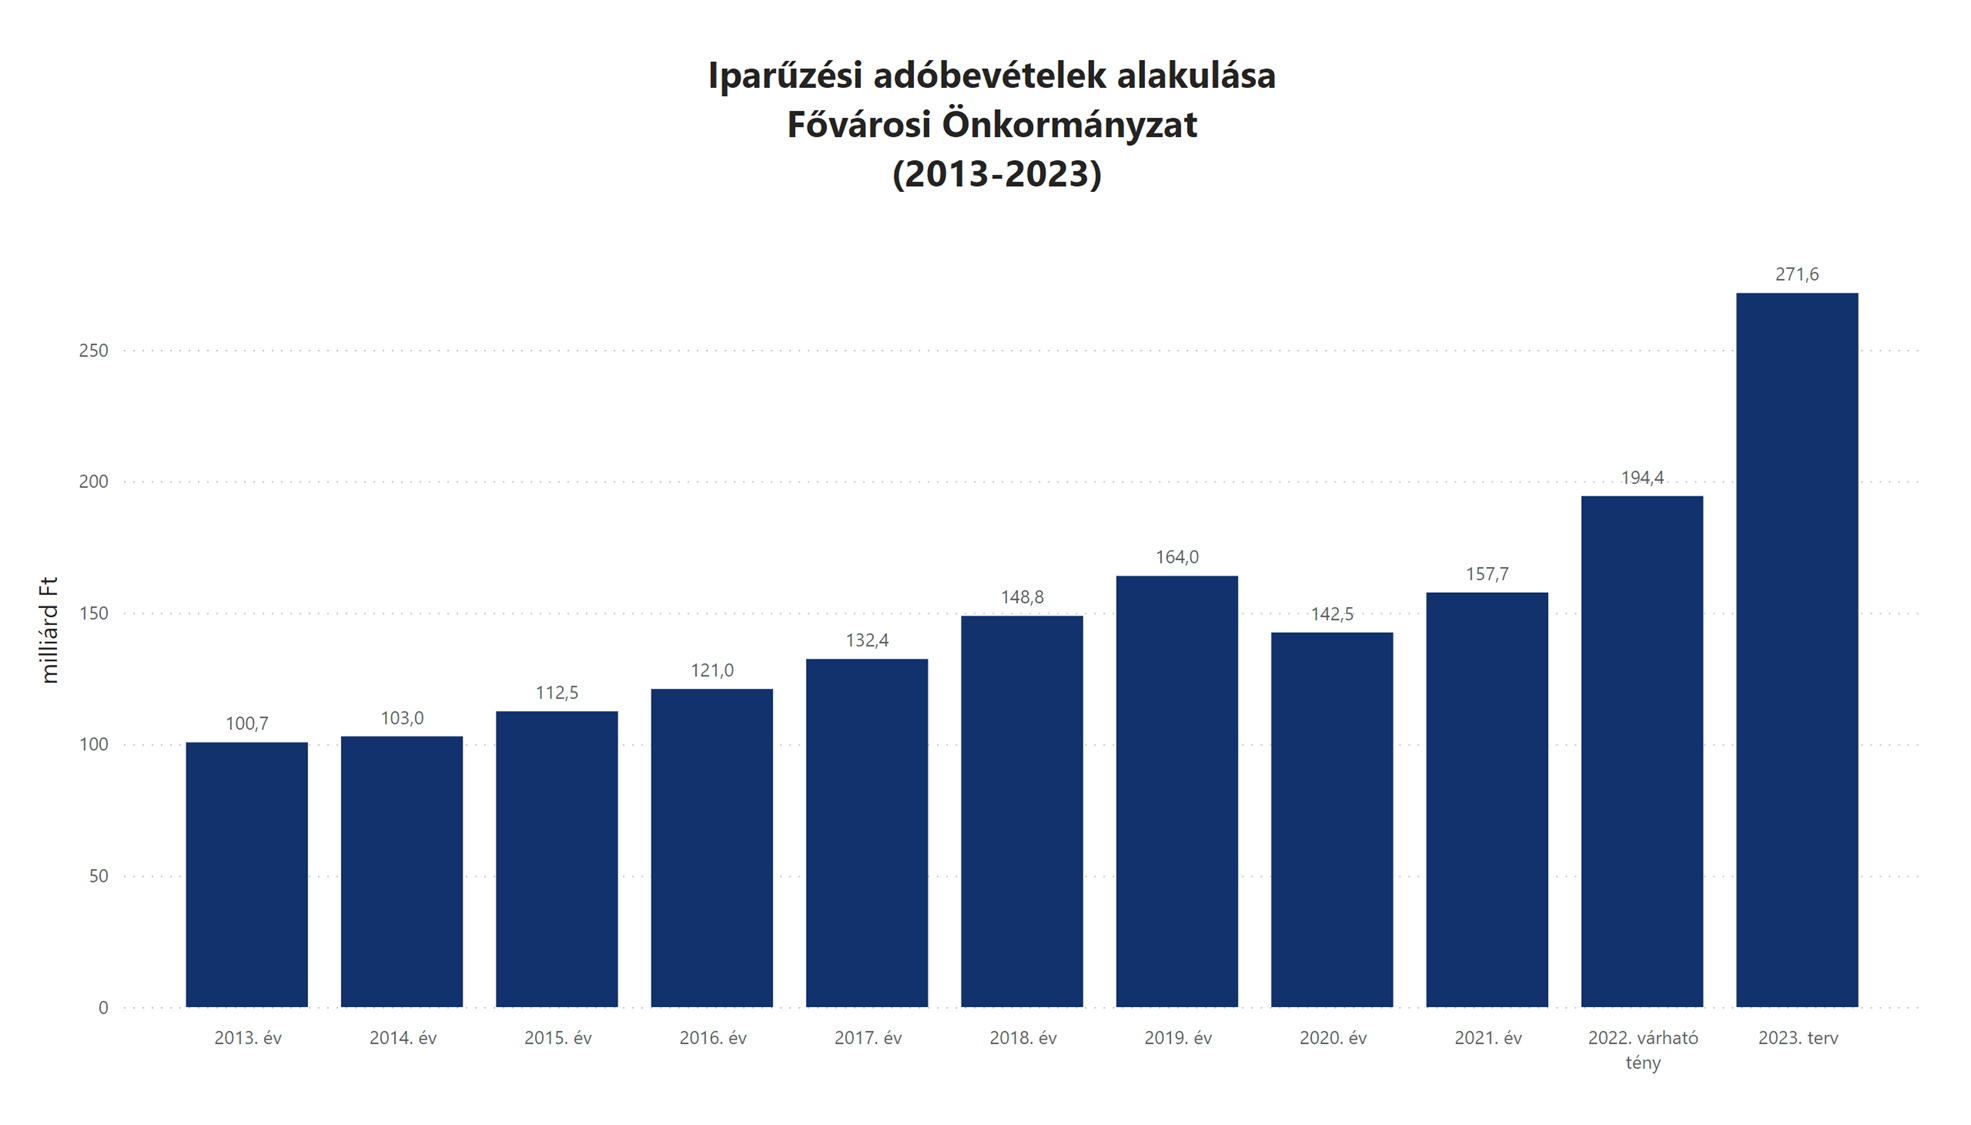 Iparűzési adóbevételek alakulása
Fővárosi Önkormányzat
(2013-2023)
milliárd Ft
250
200
150
100
50
0
100,7
103,0
112,5
121,0
132,4
148,8
164,0
142,5
157,7
194,4
271,6
2013. év
2014. év
2015. év
2016. év
2017. év
2018. év
2019. év
2020. év
2021. év
2022. várható
tény
2023. terv